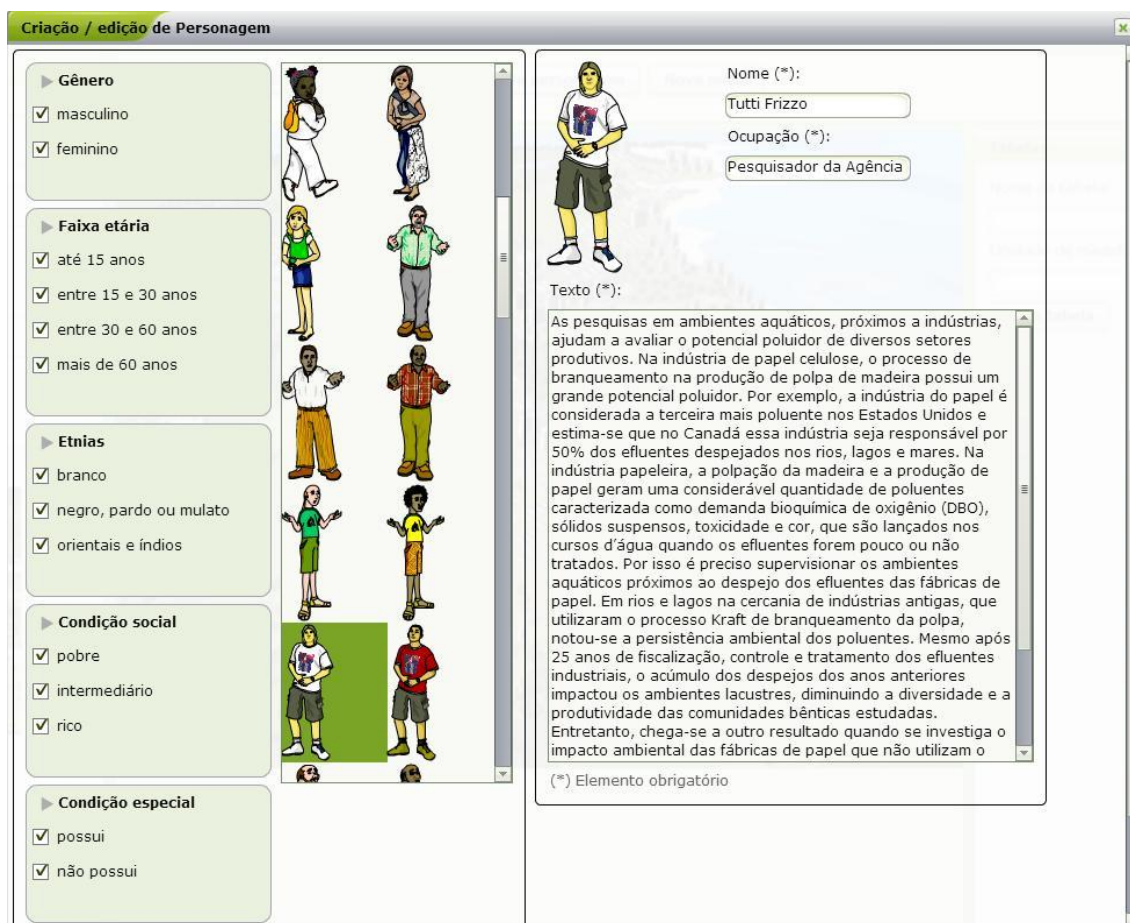 Criação / edição de Personagem
Gênero
masculino
feminino
Faixa etária
até 15 anos
entre 15 e 30 anos
entre 30 e 60 anos
mais de 60 anos
Etnias
branco
negro, pardo ou mulato
orientais e índios
Condição social
pobre
intermediário
rico
Condição especial
possui
não possui
Nome (*):
Tutti Frizzo
Ocupação (*):
Pesquisador da Agência
Texto (*):
As pesquisas em ambientes aquáticos, próximos a indústrias,
ajudam a avaliar o potencial poluidor de diversos setores
produtivos. Na indústria de papel celulose, o processo de
branqueamento na produção de polpa de madeira possui um
grande potencial poluidor. Por exemplo, a indústria do papel é
considerada a terceira mais poluente nos Estados Unidos e
estima-se que no Canadá essa indústria seja responsável por
50% dos efluentes despejados nos rios, lagos e mares. Na
indústria papeleira, a polpação da madeira e a produção de
papel geram uma considerável quantidade de poluentes
caracterizada como demanda bioquímica de oxigênio (DBO),
sólidos suspensos, toxicidade e cor, que são lançados nos
cursos d’água quando os efluentes forem pouco ou não
tratados. Por isso é preciso supervisionar os ambientes
aquáticos próximos ao despejo dos efluentes das fábricas de
papel. Em rios e lagos na cercania de indústrias antigas, que
utilizaram o processo Kraft de branqueamento da polpa,
notou-se a persistência ambiental dos poluentes. Mesmo após
25 anos de fiscalização, controle e tratamento dos efluentes
industriais, o acúmulo dos despejos dos anos anteriores
impactou os ambientes lacustres, diminuindo a diversidade e a
produtividade das comunidades bênticas estudadas.
Entretanto, chega-se a outro resultado quando se investiga o
impacto ambiental das fábricas de papel que não utilizam o
(*) Elemento obrigatório